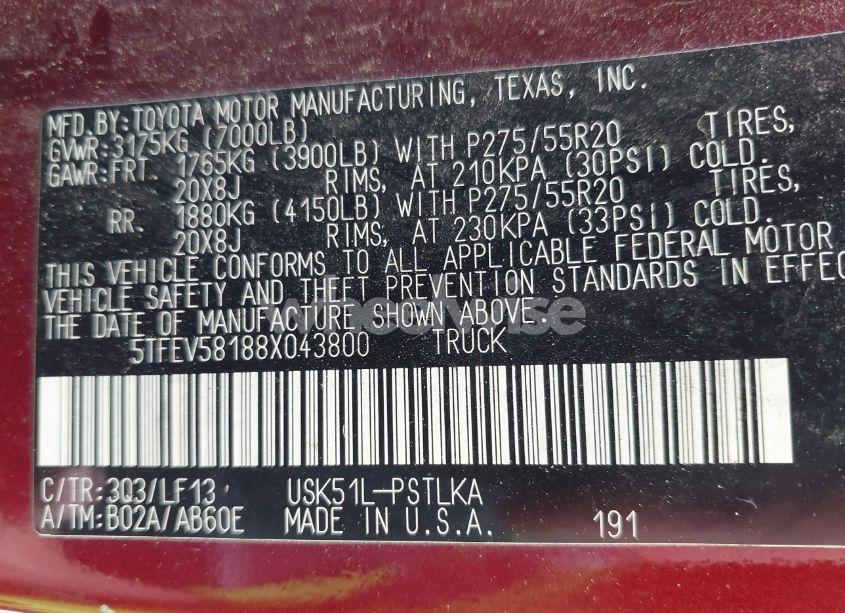 MFD.BY:TOYOTA MOTOR MANUFACTURING, TEXAS, INC.
GVWR:3175KG (7000LB)
GAWR:FRT. 1765KG (3900LB) WITH P275/55R20 TIRES,
20X8J RIMS, AT 210KPA (30PSI) COLD.
RR. 1880KG (4150LB) WITH P275/55R20 TIRES,
20X8J RIMS, AT 230KPA (33PSI) COLD.
THIS VEHICLE CONFORMS TO ALL APPLICABLE FEDERAL MOTOR
VEHICLE SAFETY AND THEFT PREVENTION STANDARDS IN EFFEC
THE DATE OF MANUFACTURE SHOWN ABOVE.
wheelwise
5TFEV58188X043800 TRUCK
C/TR:3Q3/LF13 USK51L-PSTLKA
A/TM:B02A/AB60E MADE IN U.S.A. 191